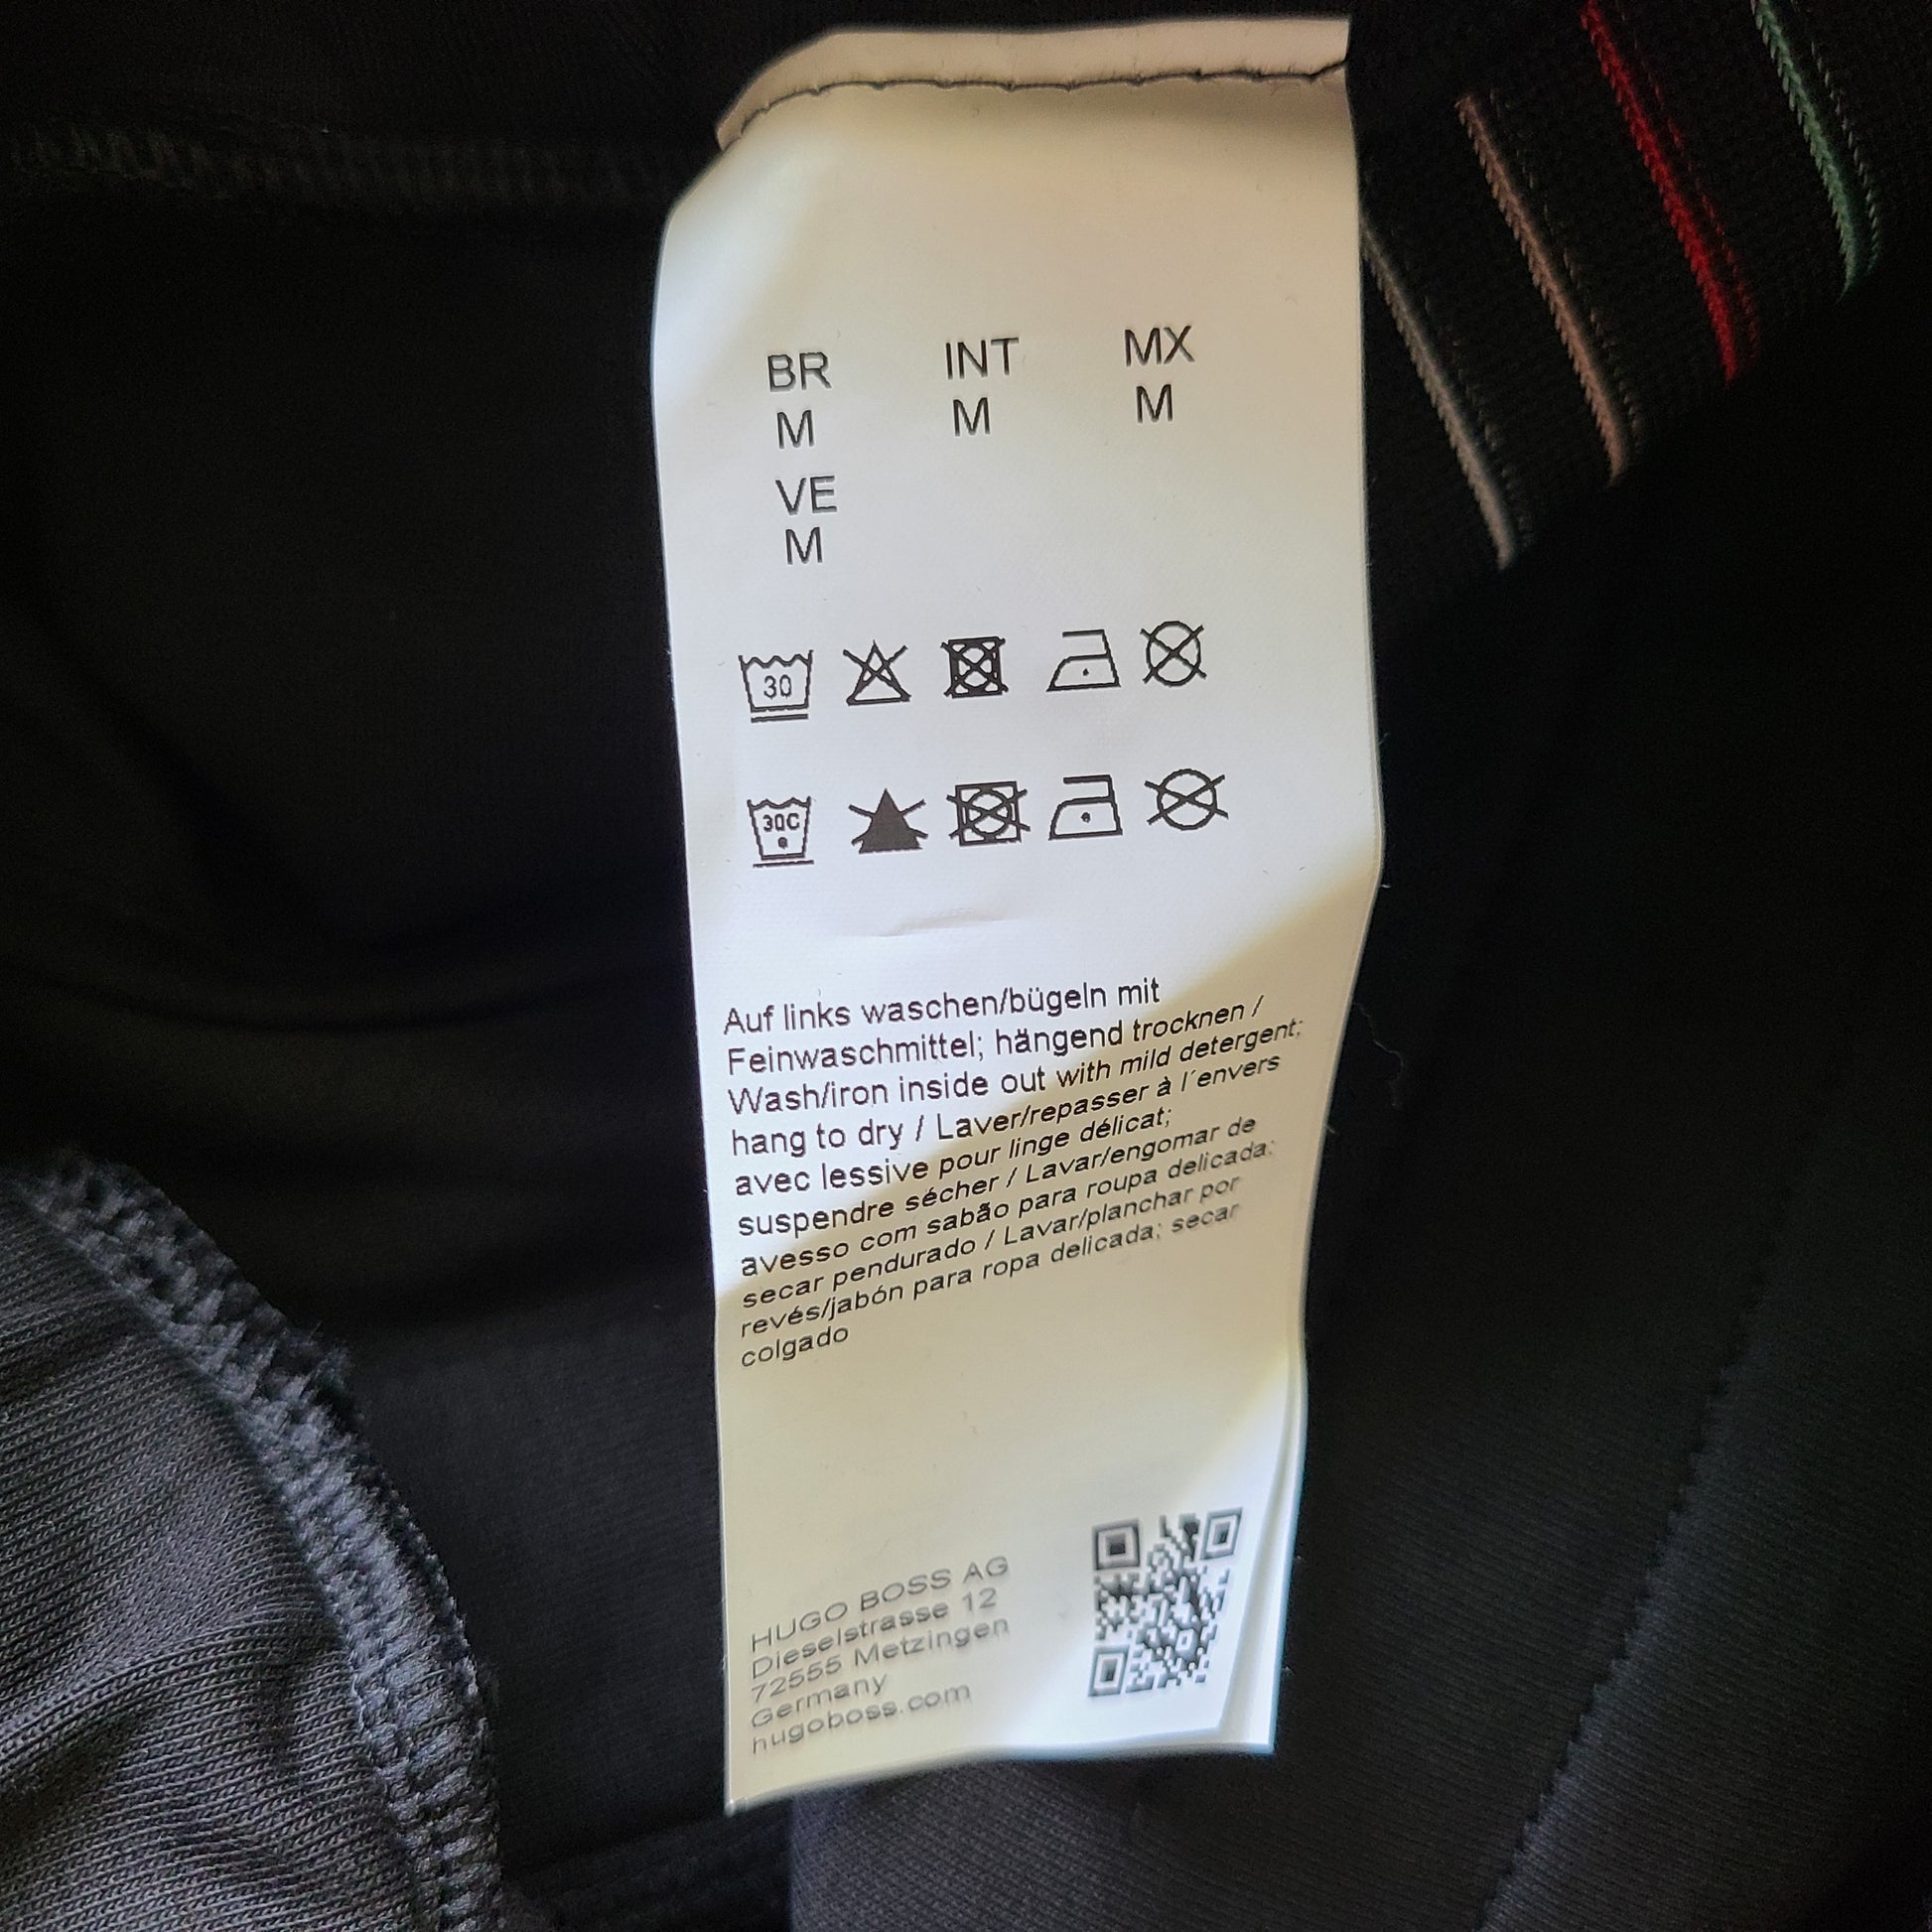 BR INT MX
M M M
VE
M
30
30C
Auf links waschen/bügeln mit
Feinwaschmittel; hängend trocknen /
Wash/iron inside out with mild detergent;
hang to dry / Laver/repasser à l´envers
avec lessive pour linge délicat;
suspendre sécher / Lavar/engomar de
avesso com sabão para roupa delicada;
secar pendurado / Lavar/planchar por
revés/jabón para ropa delicada; secar
colgado
HUGO BOSS AG
Dieselstrasse 12
72555 Metzingen
Germany
hugoboss.com